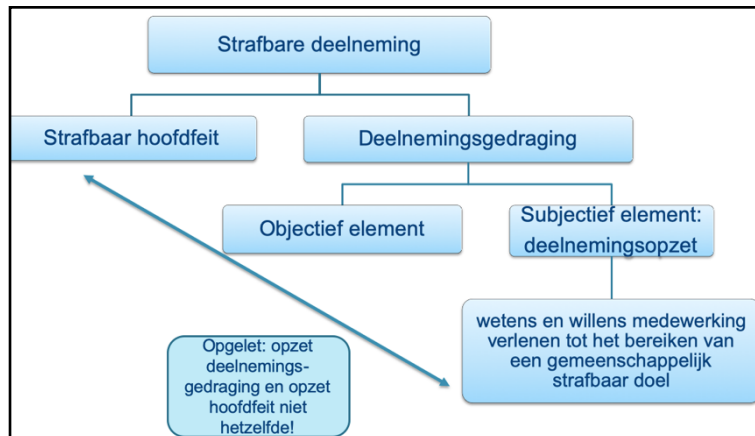 Strafbare deelneming
Strafbaar hoofdfeit
Deelnemingsgedraging
Objectief element
Subjectief element:
deelnemingsopzet
wetens en willens medewerking
verlenen tot het bereiken van
een gemeenschappelijk
strafbaar doel
Opgelet: opzet
deelnemings-
gedraging en opzet
hoofdfeit niet
hetzelfde!